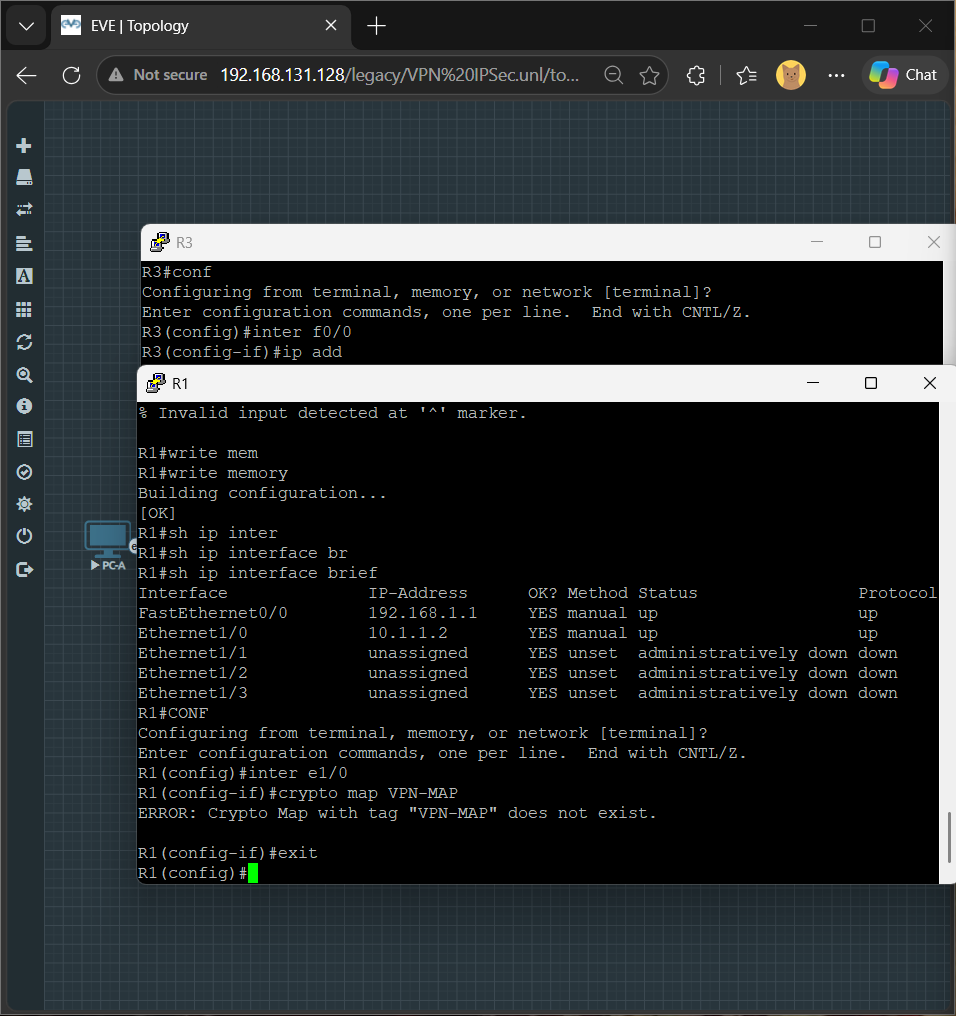 EVE | Topology
Not secure 192.168.131.128/legacy/VPN%20IPSec.unl/to...
Chat
R3
R3#conf
Configuring from terminal, memory, or network [terminal]?
Enter configuration commands, one per line.  End with CNTL/Z.
R3(config)#inter f0/0
R3(config-if)#ip add
R1
% Invalid input detected at '^' marker.
R1#write mem
R1#write memory
Building configuration...
[OK]
R1#sh ip inter
R1#sh ip interface br
R1#sh ip interface brief
Interface              IP-Address      OK? Method Status                Protocol
FastEthernet0/0        192.168.1.1     YES manual up                    up
Ethernet1/0            10.1.1.2        YES manual up                    up
Ethernet1/1            unassigned      YES unset  administratively down down
Ethernet1/2            unassigned      YES unset  administratively down down
Ethernet1/3            unassigned      YES unset  administratively down down
R1#CONF
Configuring from terminal, memory, or network [terminal]?
Enter configuration commands, one per line.  End with CNTL/Z.
R1(config)#inter e1/0
R1(config-if)#crypto map VPN-MAP
ERROR: Crypto Map with tag "VPN-MAP" does not exist.
R1(config-if)#exit
R1(config)#
PC-A